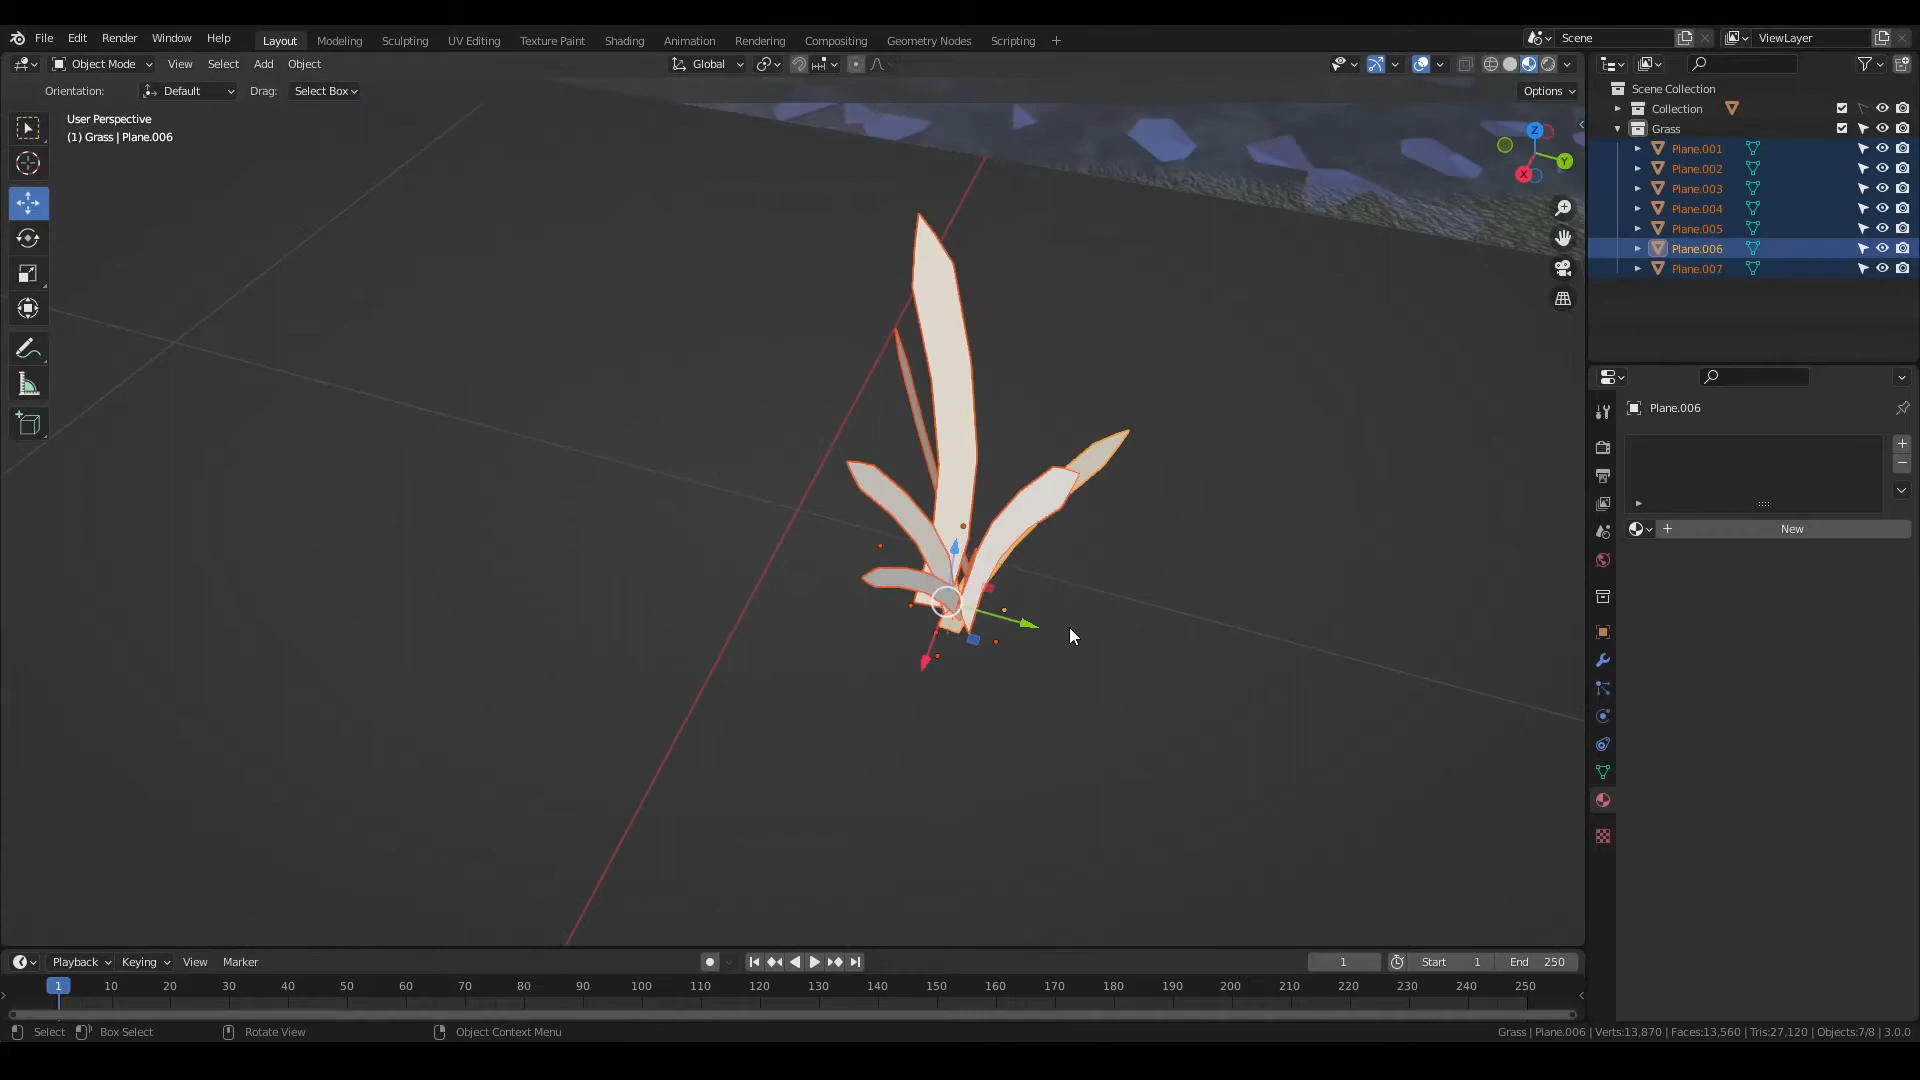 File Edit Render Window Help Layout Modeling Sculpting UV Editing Texture Paint Shading Animation Rendering Compositing Geometry Nodes Scripting + Scene ViewLayer
Object Mode View Select Add Object Global
Orientation: Default Drag: Select Box Options
User Perspective
(1) Grass | Plane.006
Z
Y
X
Scene Collection
Collection
Grass
Plane.001
Plane.002
Plane.003
Plane.004
Plane.005
Plane.006
Plane.007
Plane.006
+ New
Playback Keying View Marker 1 Start 1 End 250
1 10 20 30 40 50 60 70 80 90 100 110 120 130 140 150 160 170 180 190 200 210 220 230 240 250
Select Box Select Rotate View Object Context Menu Grass | Plane.006 | Verts:13,870 | Faces:13,560 | Tris:27,120 | Objects:7/8 | 3.0.0